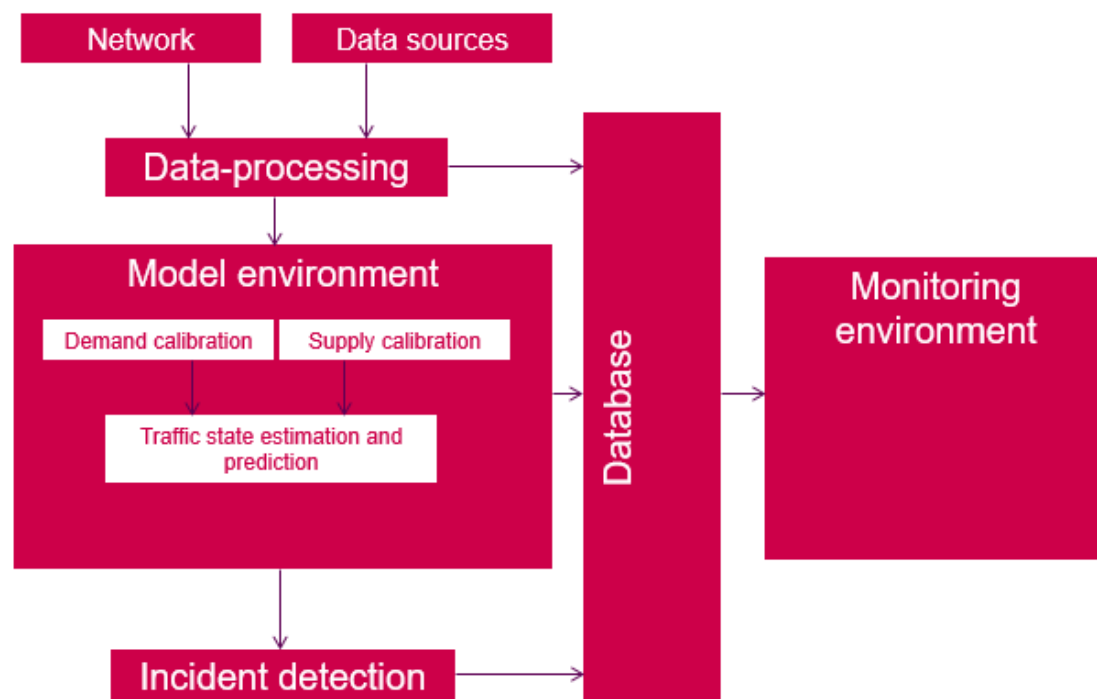 Network
Data sources
Data-processing
Model environment
Demand calibration
Supply calibration
Traffic state estimation and
prediction
Incident detection
Database
Monitoring
environment